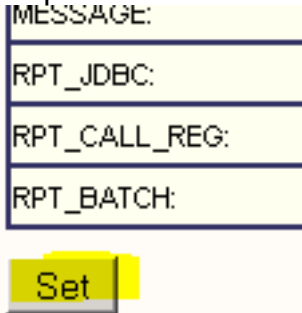 MESSAGE:
RPT_JDBC:
RPT_CALL_REG:
RPT_BATCH:
Set